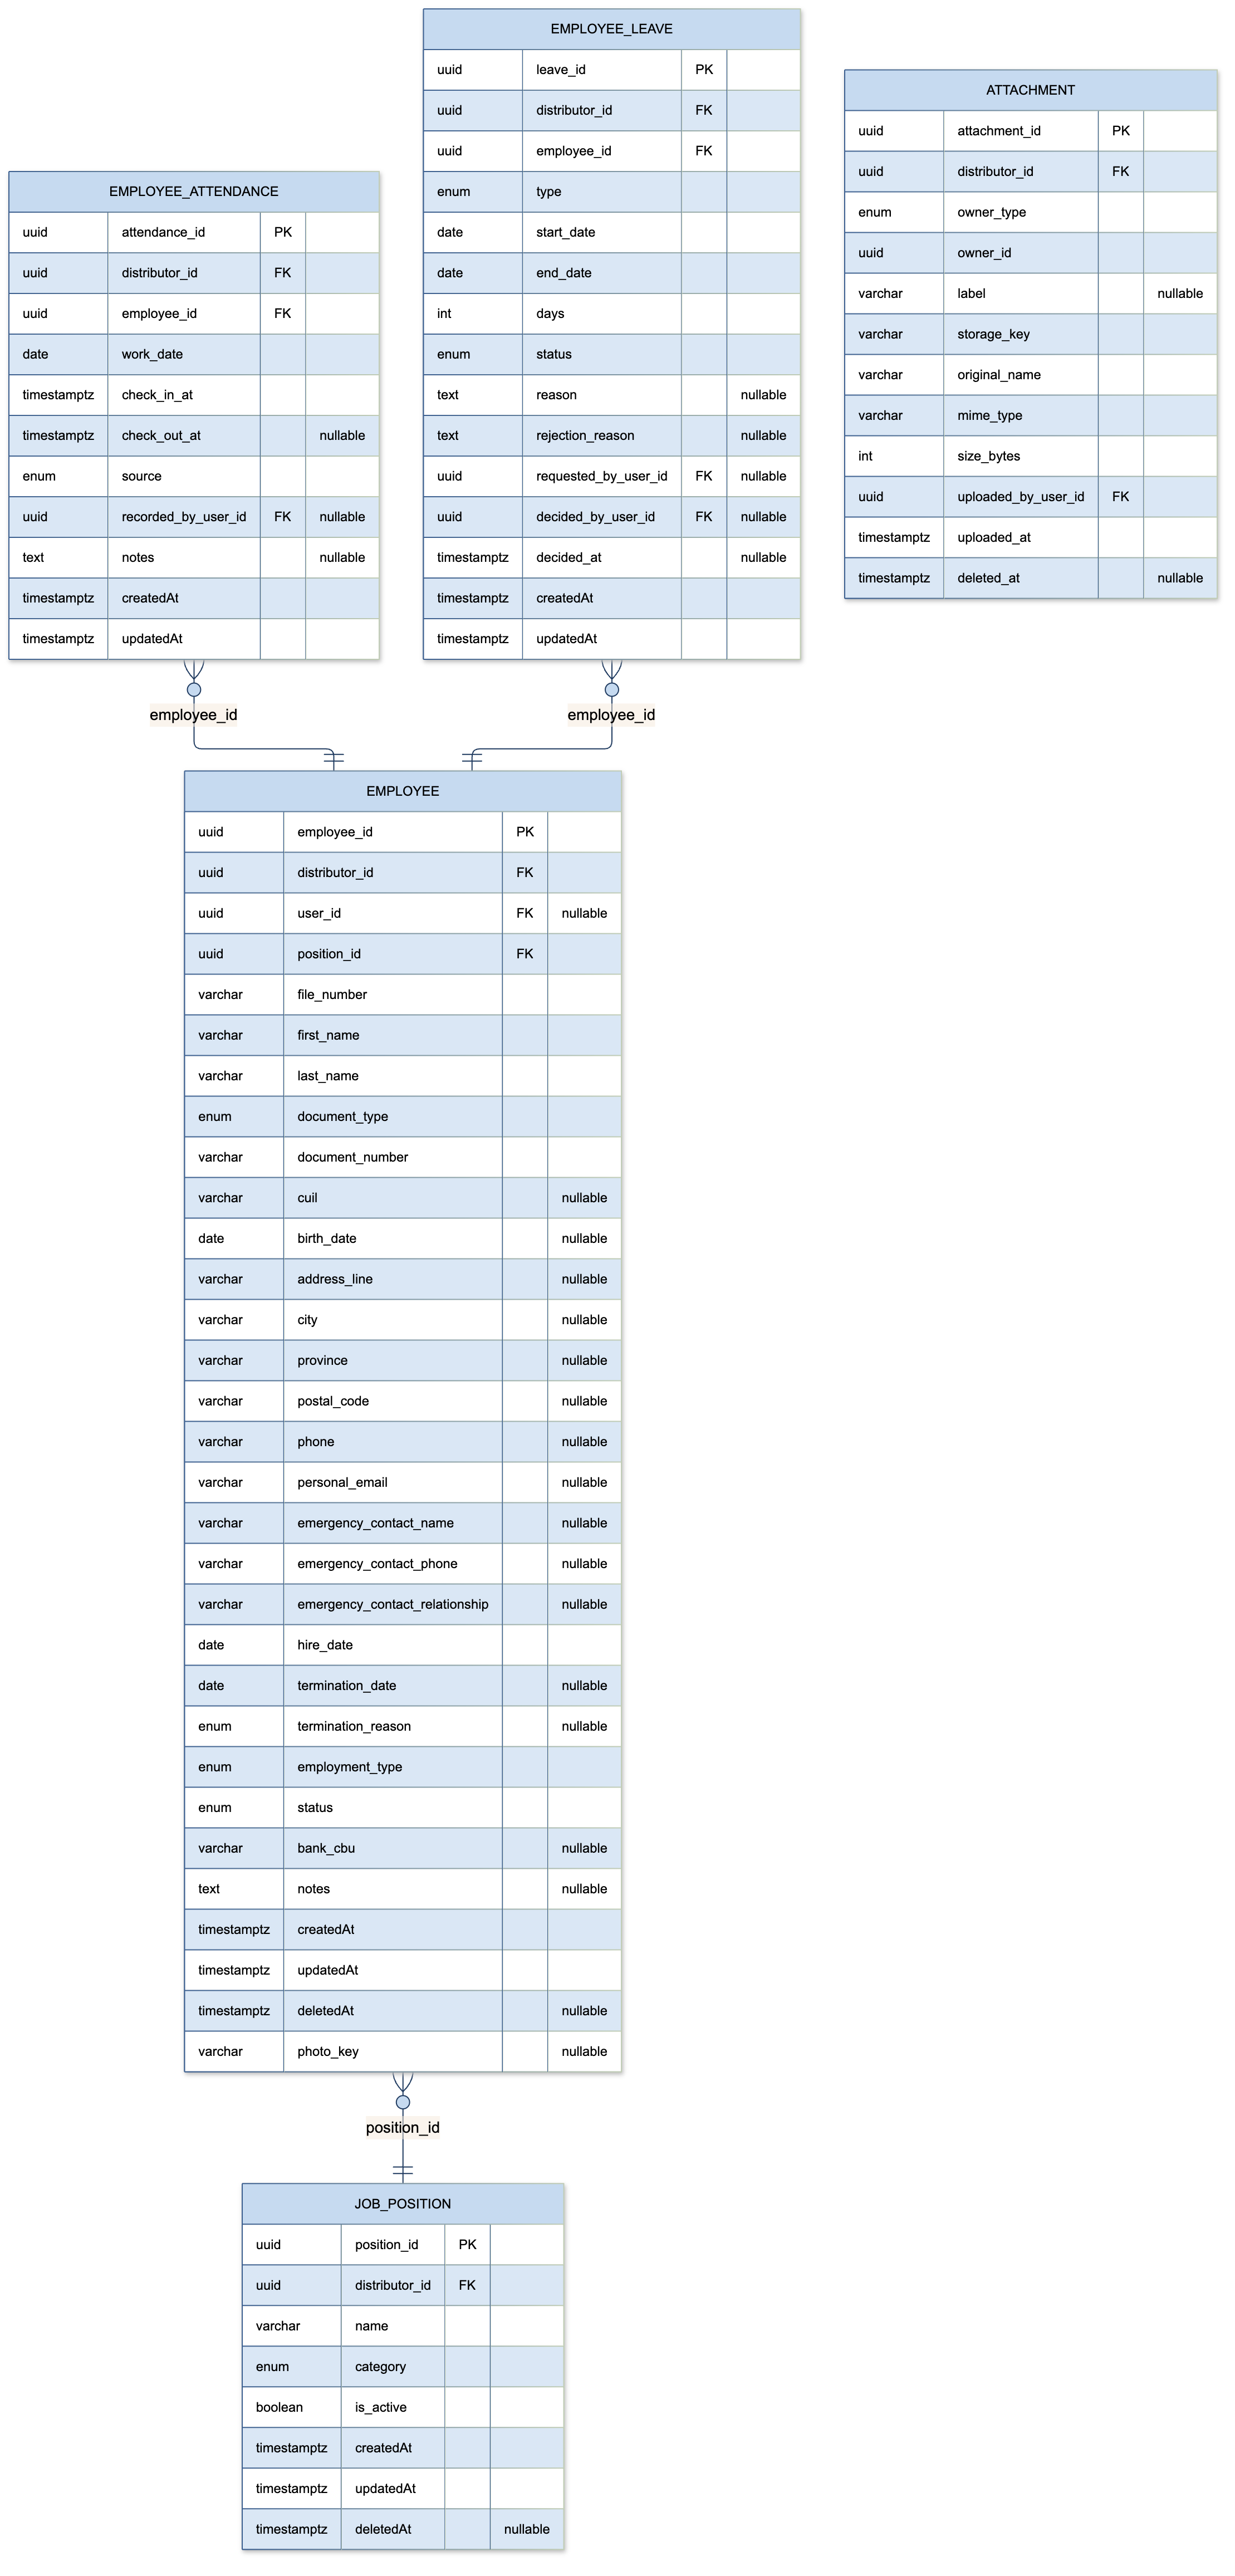 EMPLOYEE_LEAVE
uuid leave_id PK
uuid distributor_id FK
uuid employee_id FK
enum type
date start_date
date end_date
int days
enum status
text reason nullable
text rejection_reason nullable
uuid requested_by_user_id FK nullable
uuid decided_by_user_id FK nullable
timestamptz decided_at nullable
timestamptz createdAt
timestamptz updatedAt
ATTACHMENT
uuid attachment_id PK
uuid distributor_id FK
enum owner_type
uuid owner_id
varchar label nullable
varchar storage_key
varchar original_name
varchar mime_type
int size_bytes
uuid uploaded_by_user_id FK
timestamptz uploaded_at
timestamptz deleted_at nullable
EMPLOYEE_ATTENDANCE
uuid attendance_id PK
uuid distributor_id FK
uuid employee_id FK
date work_date
timestamptz check_in_at
timestamptz check_out_at nullable
enum source
uuid recorded_by_user_id FK nullable
text notes nullable
timestamptz createdAt
timestamptz updatedAt
employee_id
employee_id
EMPLOYEE
uuid employee_id PK
uuid distributor_id FK
uuid user_id FK nullable
uuid position_id FK
varchar file_number
varchar first_name
varchar last_name
enum document_type
varchar document_number
varchar cuil nullable
date birth_date nullable
varchar address_line nullable
varchar city nullable
varchar province nullable
varchar postal_code nullable
varchar phone nullable
varchar personal_email nullable
varchar emergency_contact_name nullable
varchar emergency_contact_phone nullable
varchar emergency_contact_relationship nullable
date hire_date
date termination_date nullable
enum termination_reason nullable
enum employment_type
enum status
varchar bank_cbu nullable
text notes nullable
timestamptz createdAt
timestamptz updatedAt
timestamptz deletedAt nullable
varchar photo_key nullable
position_id
JOB_POSITION
uuid position_id PK
uuid distributor_id FK
varchar name
enum category
boolean is_active
timestamptz createdAt
timestamptz updatedAt
timestamptz deletedAt nullable